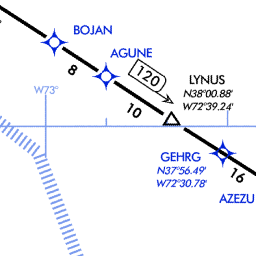 BOJAN
AGUNE
8
120
LYNUS
N38°00.88'
W72°39.24'
W73°
10
GEHRG
N37°56.49'
W72°30.78'
16
AZEZU